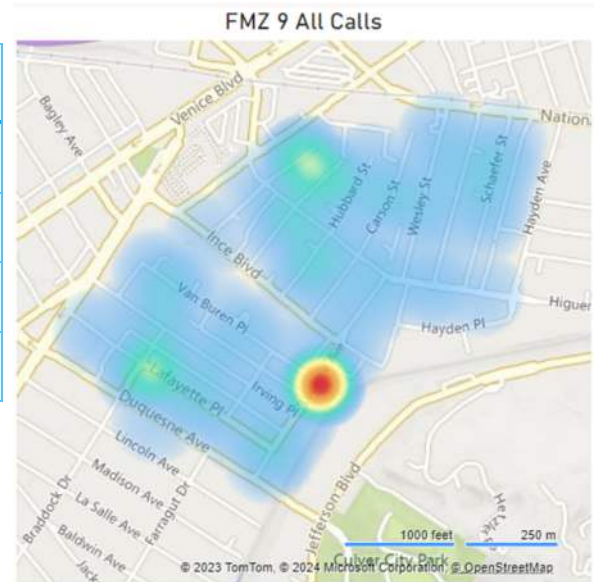 FMZ 9 All Calls
Bagley Ave
Venice Blvd
Nation
Hubbard St
Carson St
Wesley St
Schaefer St
Hayden Ave
Ince Blvd
Van Buren Pl
Higuer
Hayden Pl
Lafayette Pl
Irving Pl
Duquesne Ave
Lincoln Ave
Madison Ave
La Salle Ave
Baldwin Ave
Jack
Braddock Dr
Farragut Dr
Jefferson Blvd
1000 feet
250 m
Culver City Park
© 2023 TomTom, © 2024 Microsoft Corporation, © OpenStreetMap